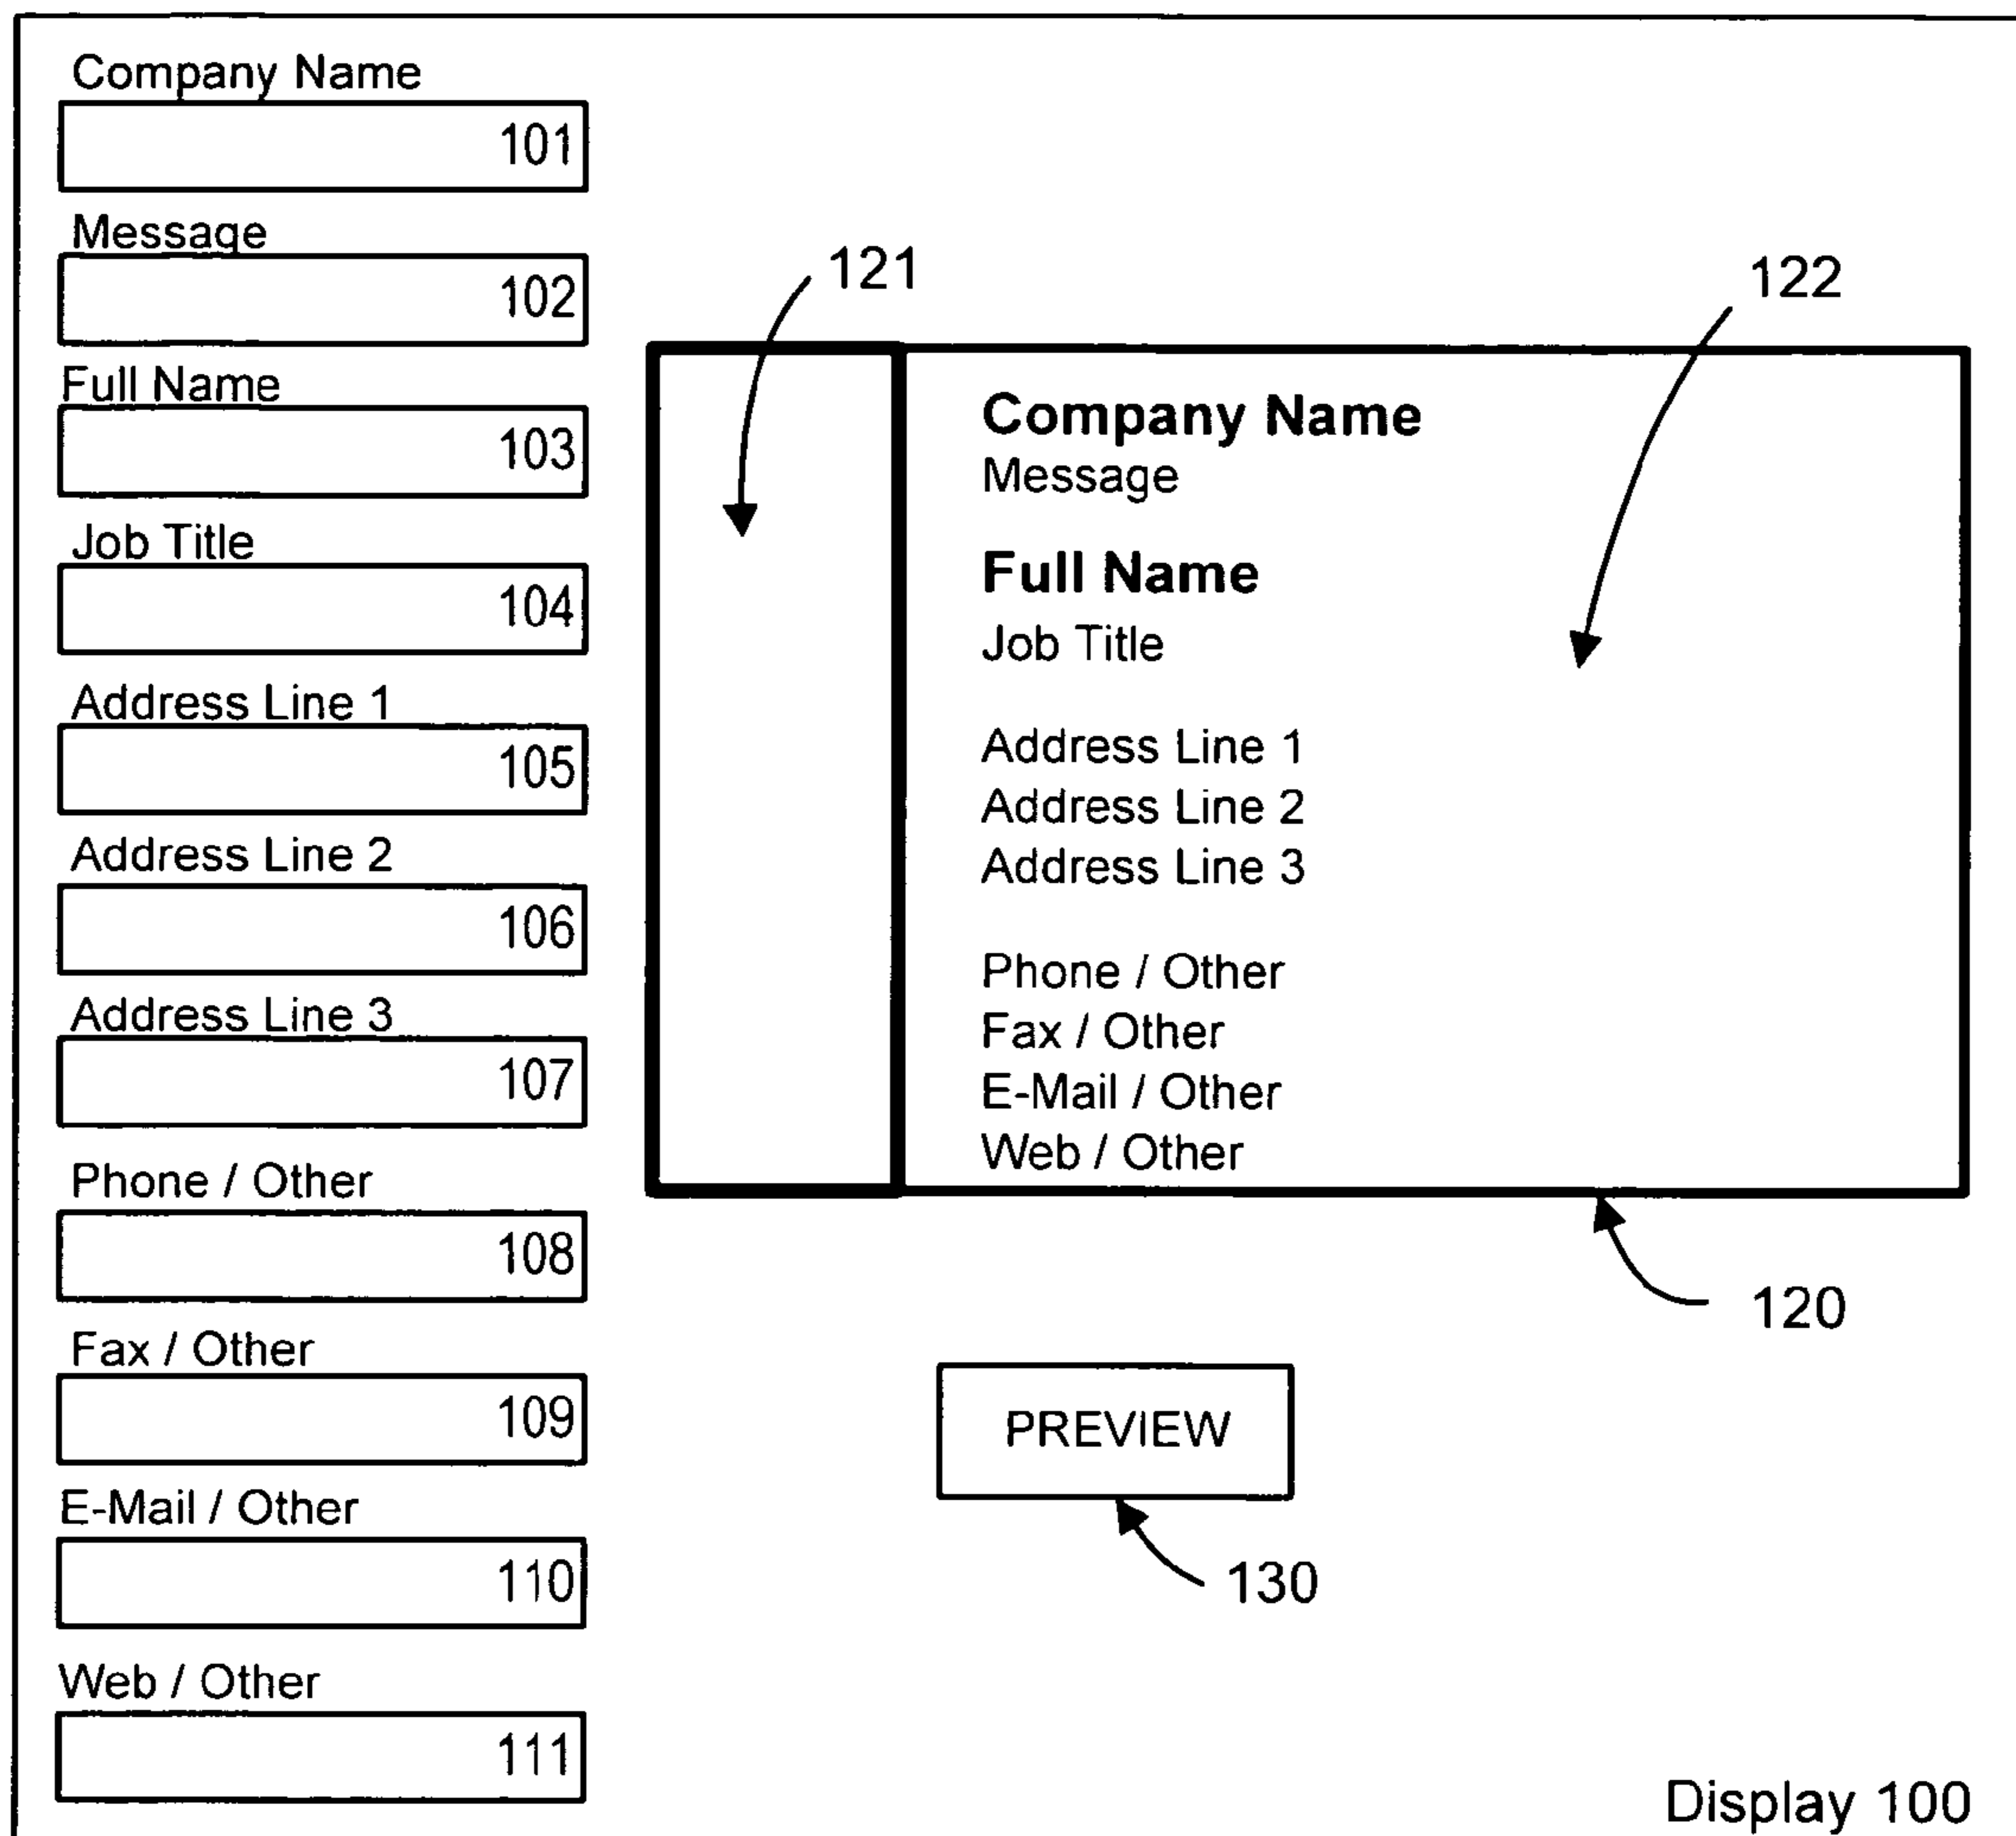 Company Name
101
Message
102
Full Name
103
Job Title
104
Address Line 1
105
Address Line 2
106
Address Line 3
107
Phone / Other
108
Fax / Other
109
E-Mail / Other
110
Web / Other
111
121
122
Company Name
Message
Full Name
Job Title
Address Line 1
Address Line 2
Address Line 3
Phone / Other
Fax / Other
E-Mail / Other
Web / Other
120
PREVIEW
130
Display 100